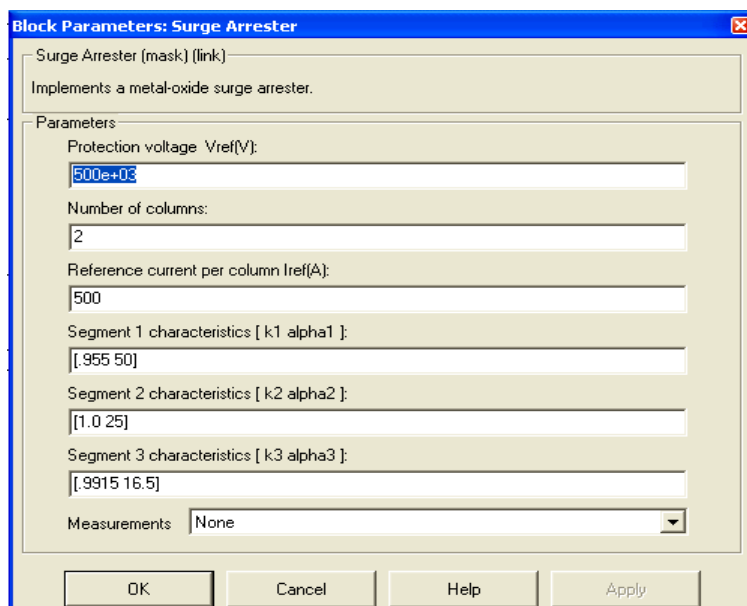 Block Parameters: Surge Arrester
Surge Arrester (mask) (link)
Implements a metal-oxide surge arrester.
Parameters
Protection voltage Vref(V):
500e+03
Number of columns:
2
Reference current per column Iref(A):
500
Segment 1 characteristics [ k1 alpha1 ]:
[.955 50]
Segment 2 characteristics [ k2 alpha2 ]:
[1.0 25]
Segment 3 characteristics [ k3 alpha3 ]:
[.9915 16.5]
Measurements None
OK Cancel Help Apply